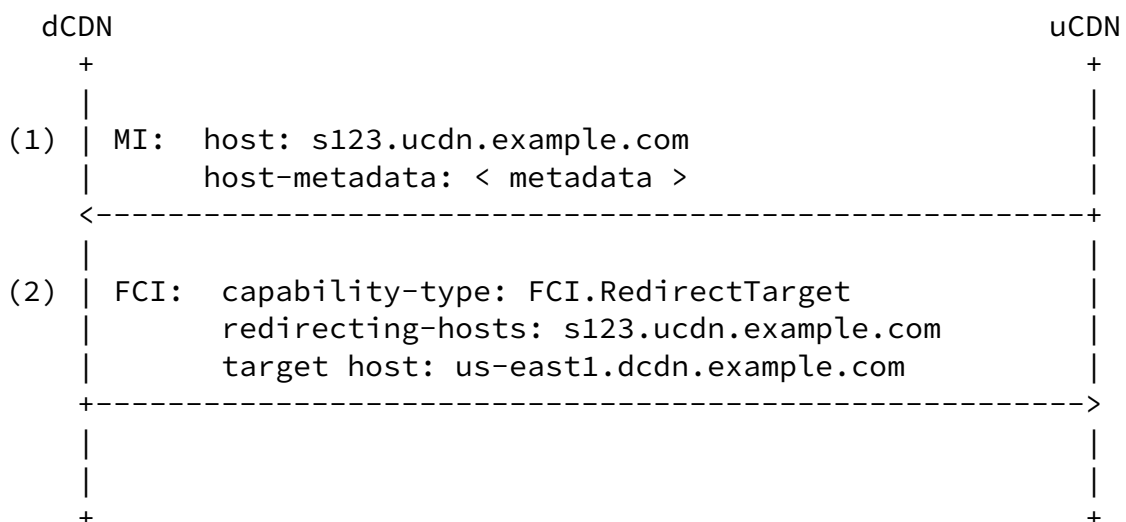 dCDN uCDN
+ +
| |
(1) | MI: host: s123.ucdn.example.com |
| host-metadata: < metadata > |
<-------------------------------------------------------+
| |
(2) | FCI: capability-type: FCI.RedirectTarget |
| redirecting-hosts: s123.ucdn.example.com |
| target host: us-east1.dcdn.example.com |
+------------------------------------------------------->
| |
| |
+ +